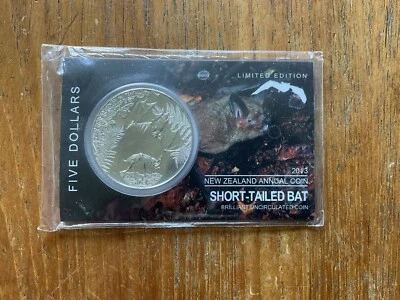 FIVE DOLLARS
LIMITED EDITION
2013
NEW ZEALAND ANNUAL COIN
SHORT-TAILED BAT
BRILLIANT UNCIRCULATED COIN